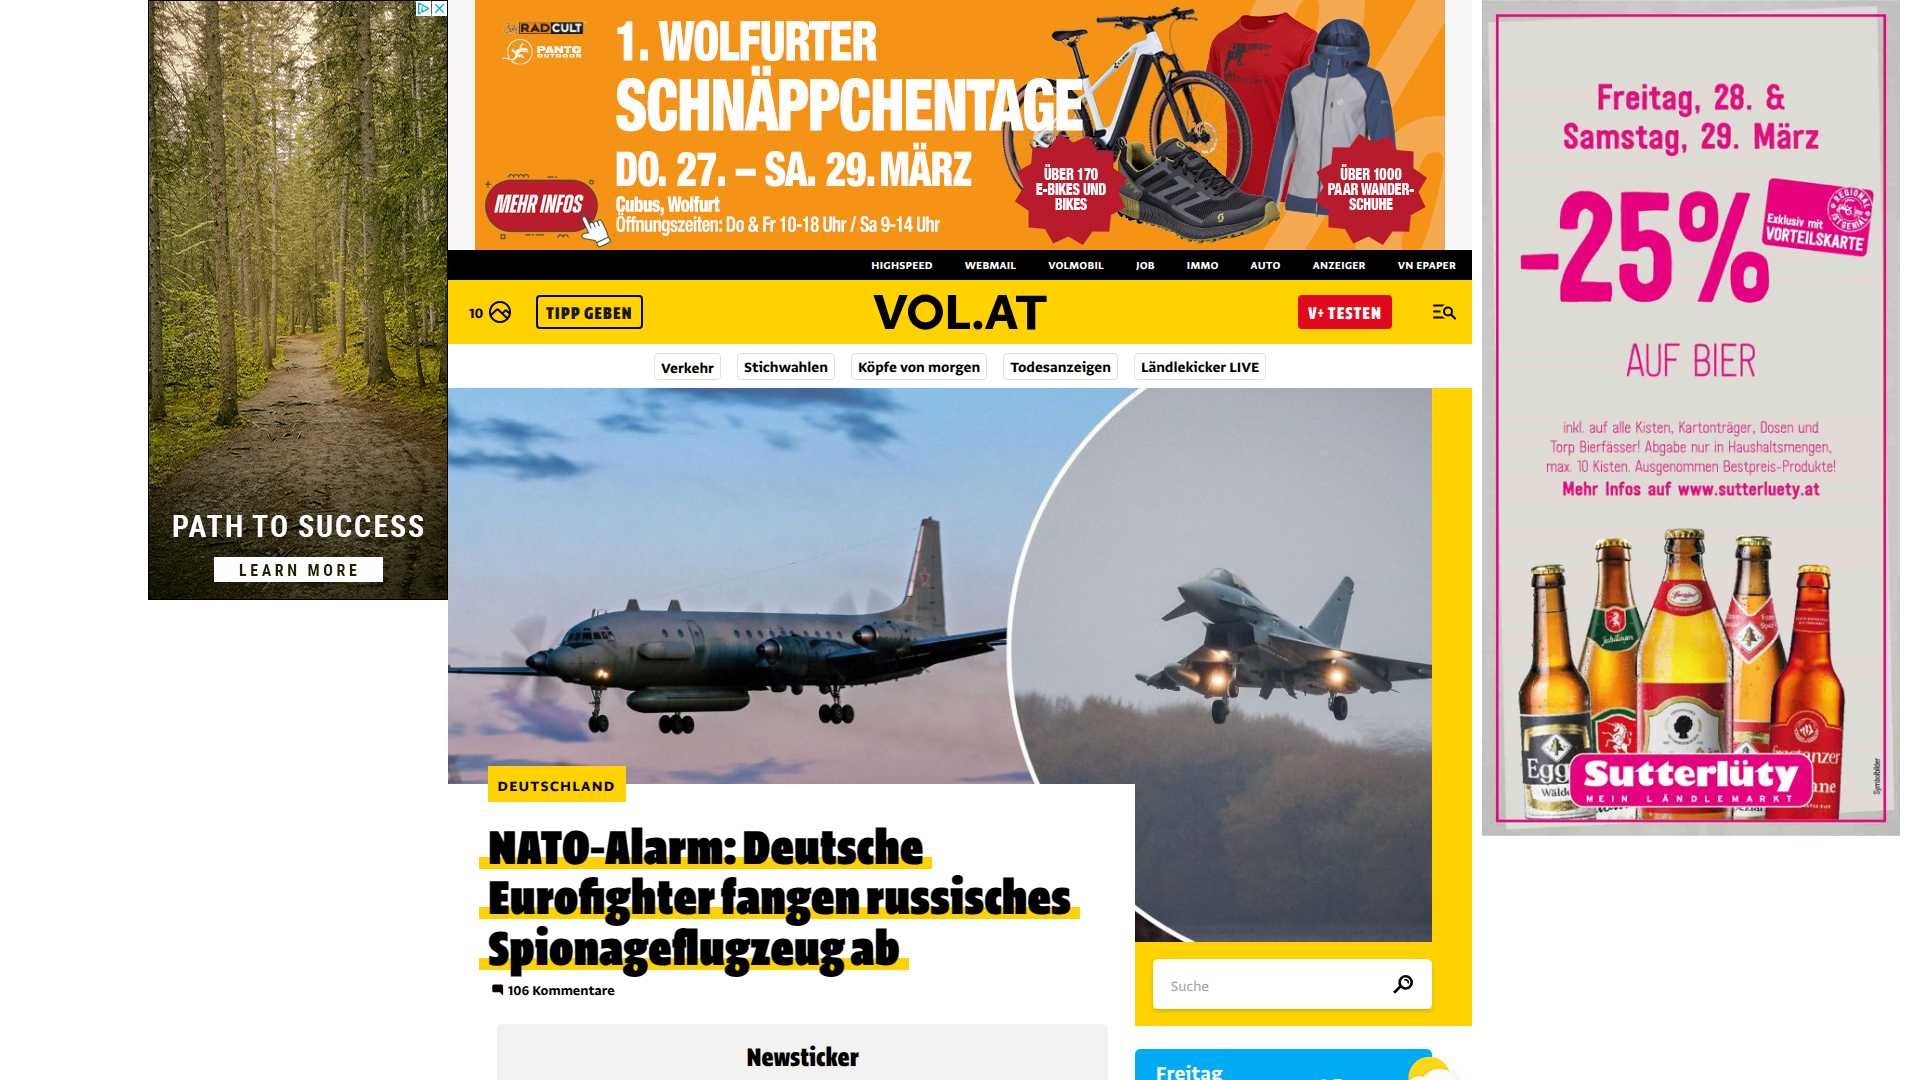 PATH TO SUCCESS
LEARN MORE
RADCULT
PANTO
OUTDOOR
1. WOLFURTER
SCHNÄPPCHENTAGE
DO. 27. – SA. 29. MÄRZ
Cubus, Wolfurt
Öffnungszeiten: Do & Fr 10-18 Uhr / Sa 9-14 Uhr
MEHR INFOS
ÜBER 170
E-BIKES UND
BIKES
ÜBER 1000
PAAR WANDER-
SCHUHE
HIGHSPEED WEBMAIL VOLMOBIL JOB IMMO AUTO ANZEIGER VN EPAPER
10 TIPP GEBEN VOL.AT V+ TESTEN
Verkehr Stichwahlen Köpfe von morgen Todesanzeigen Ländlekicker LIVE
DEUTSCHLAND
NATO-Alarm: Deutsche
Eurofighter fangen russisches
Spionageflugzeug ab
106 Kommentare
Newsticker
Suche
Freitag
Freitag, 28. &
Samstag, 29. März
-25%
REGIONAL
IST GENIAL
Exklusiv mit
VORTEILSKARTE
AUF BIER
inkl. auf alle Kisten, Kartonträger, Dosen und
Torp Bierfässer! Abgabe nur in Haushaltsmengen,
max. 10 Kisten. Ausgenommen Bestpreis-Produkte!
Mehr Infos auf www.sutterluety.at
Egg
Wälde
Sutterlüty
MEIN LÄNDLEMARKT
Symbolbilder